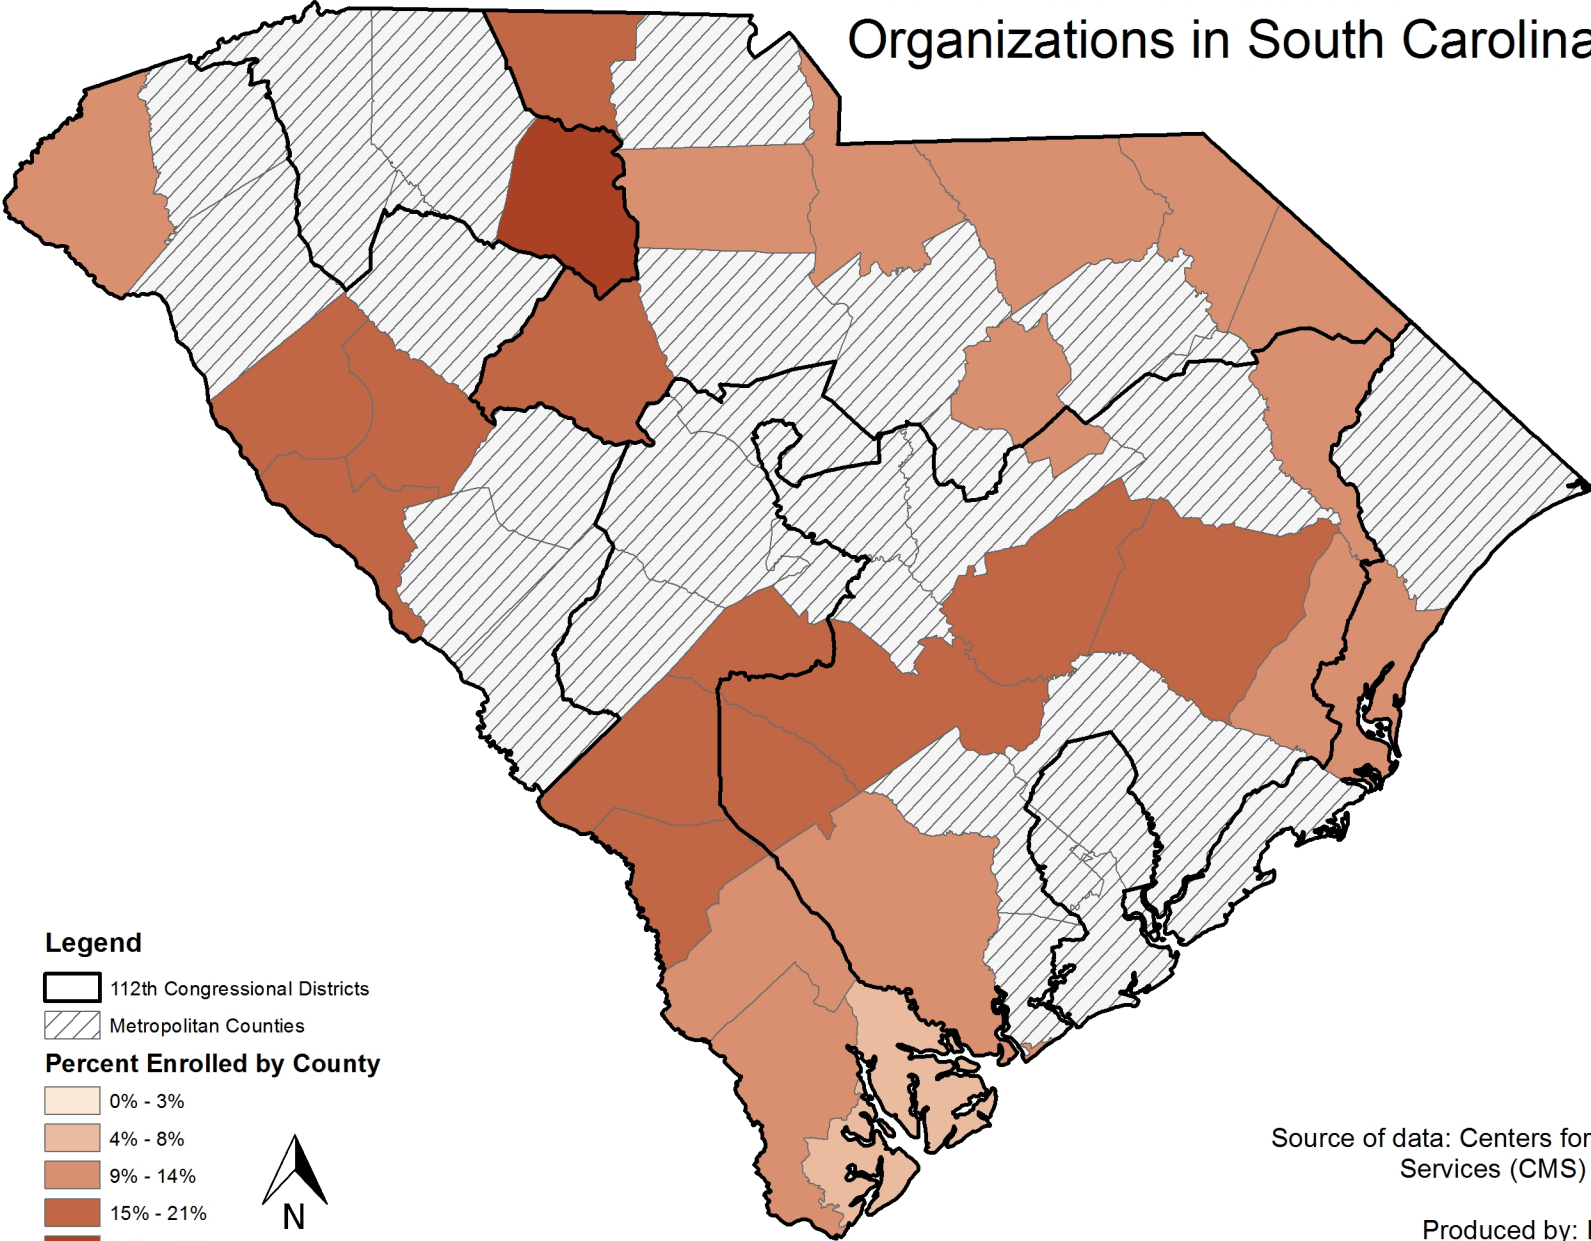 Organizations in South Carolina
Legend
112th Congressional Districts
Metropolitan Counties
Percent Enrolled by County
0% - 3%
4% - 8%
9% - 14%
15% - 21%
N
Source of data: Centers for
Services (CMS)
Produced by: